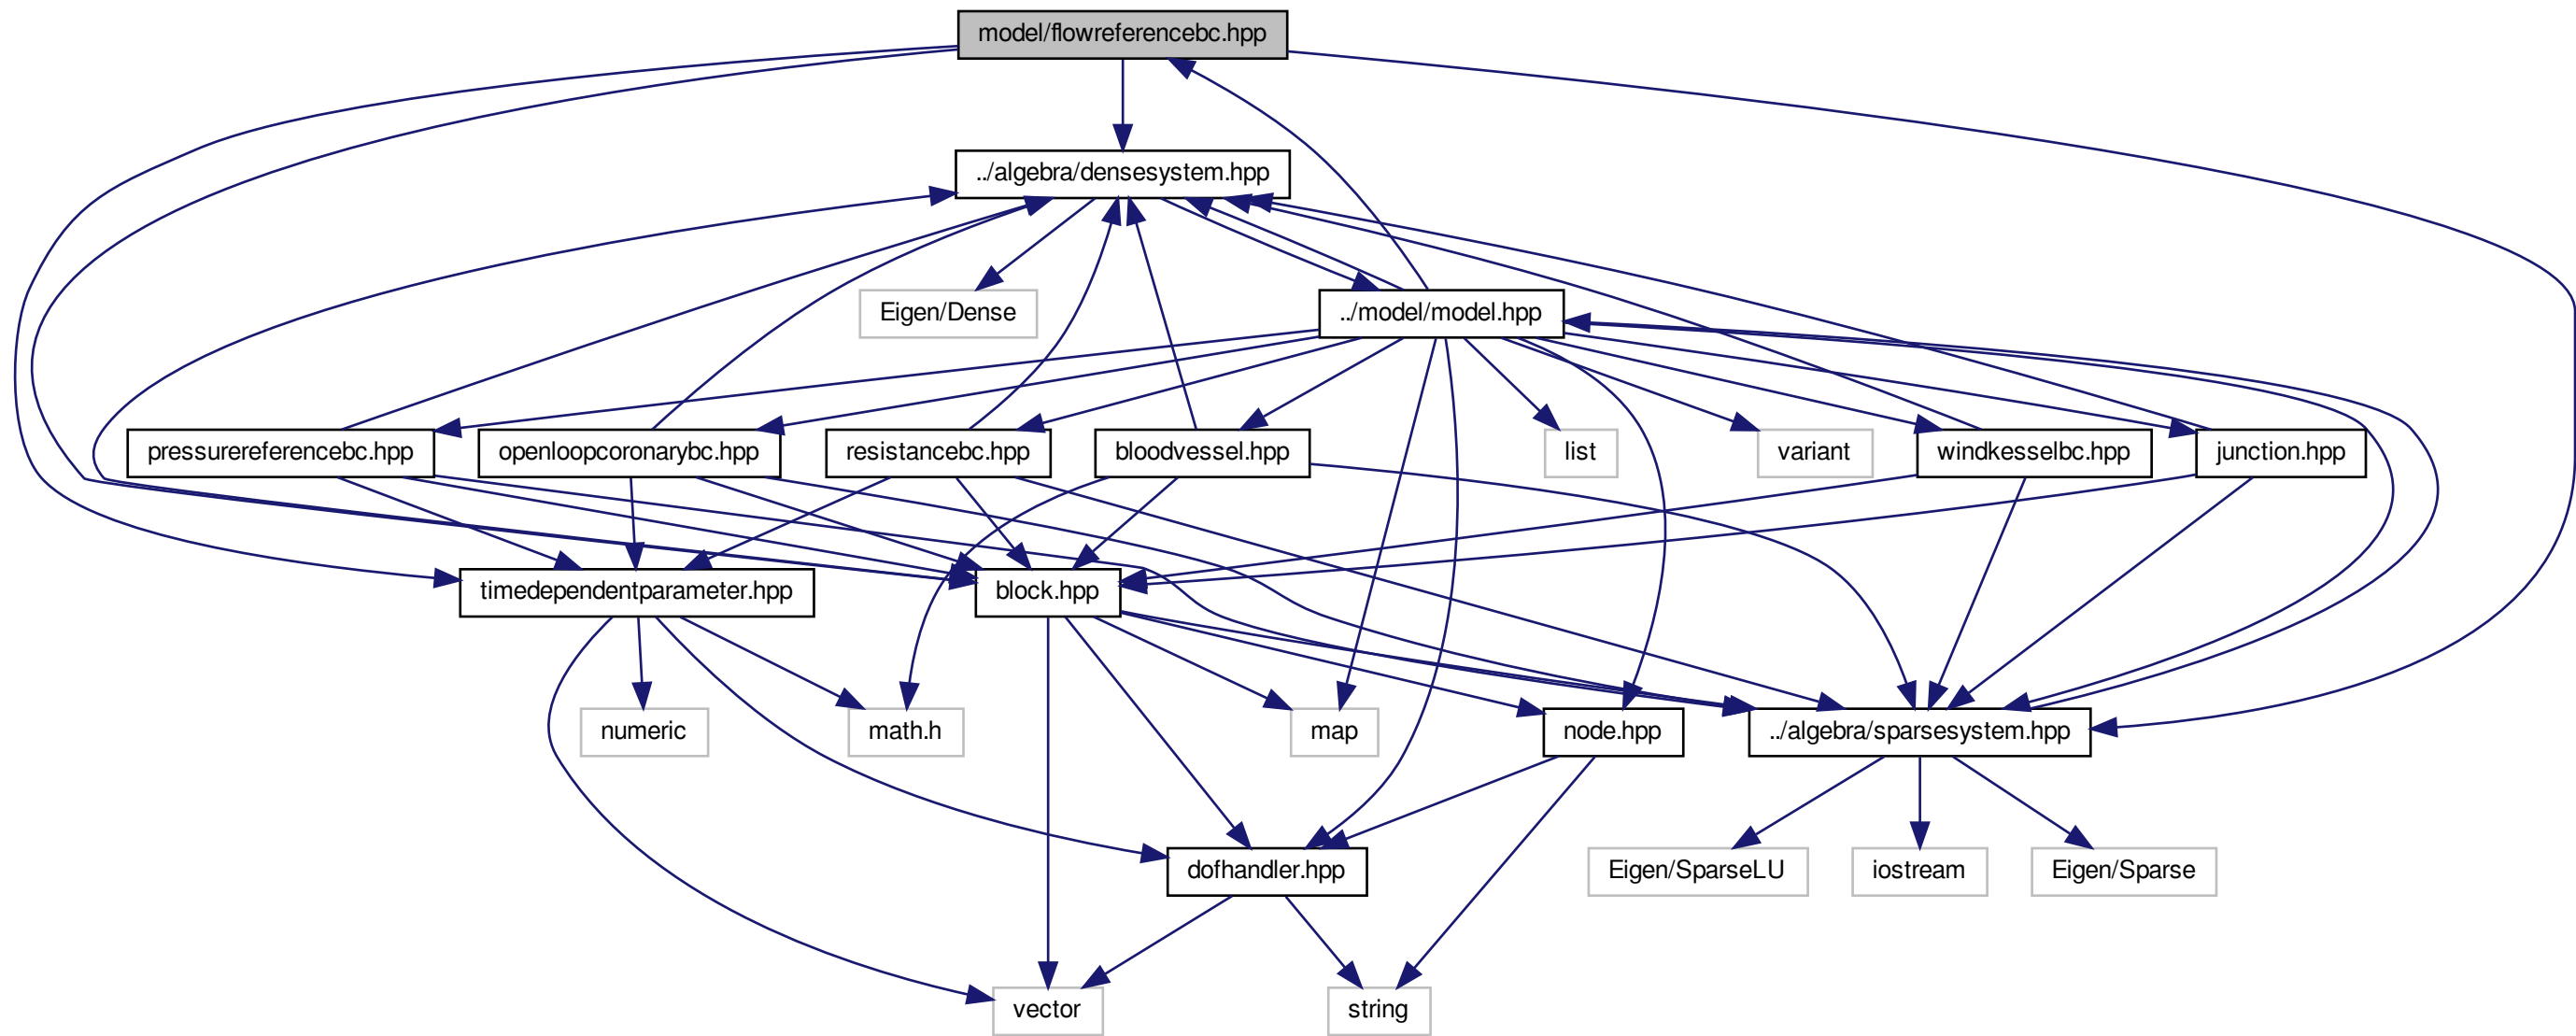 model/flowreferencebc.hpp
../algebra/densesystem.hpp
Eigen/Dense
../model/model.hpp
pressurereferencebc.hpp
openloopcoronarybc.hpp
resistancebc.hpp
bloodvessel.hpp
list
variant
windkesselbc.hpp
junction.hpp
timedependentparameter.hpp
block.hpp
numeric
math.h
map
node.hpp
../algebra/sparsesystem.hpp
dofhandler.hpp
Eigen/SparseLU
iostream
Eigen/Sparse
vector
string